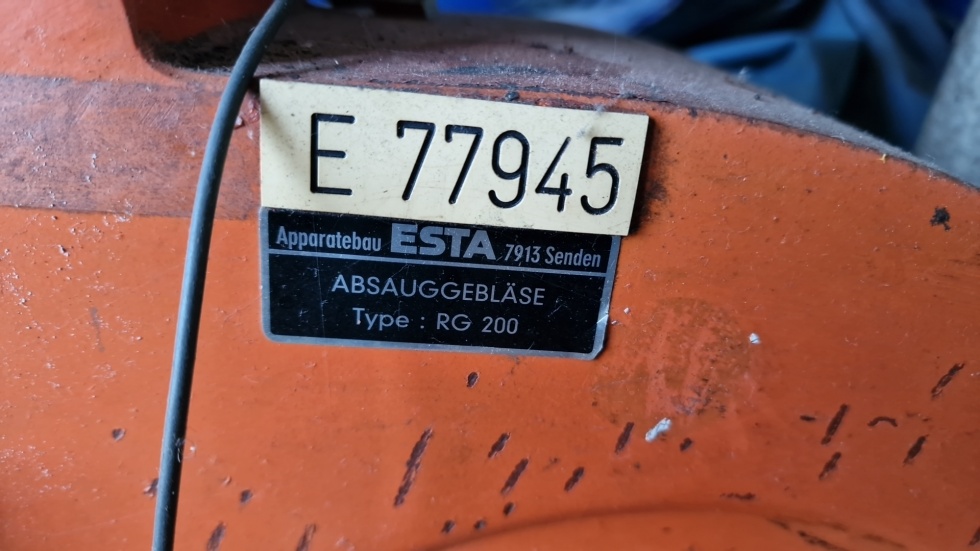 E 77945
Apparatebau ESTA 7913 Senden
ABSAUGGEBLÄSE
Type : RG 200